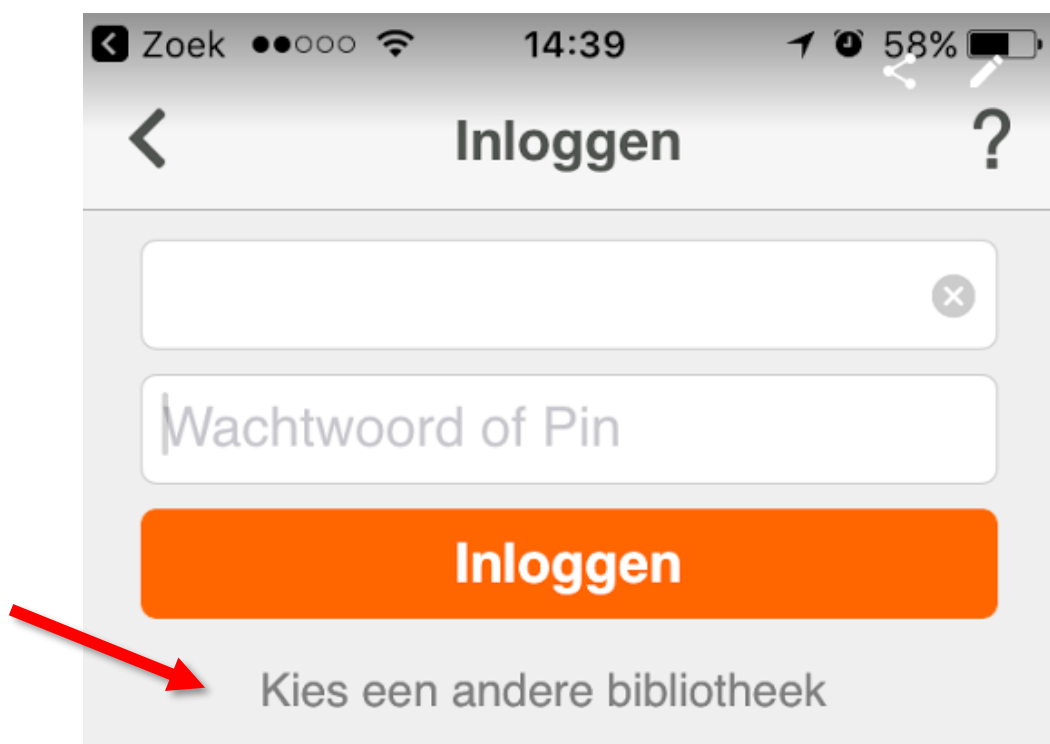 Zoek 14:39 58%
Inloggen ?
Wachtwoord of Pin
Inloggen
Kies een andere bibliotheek